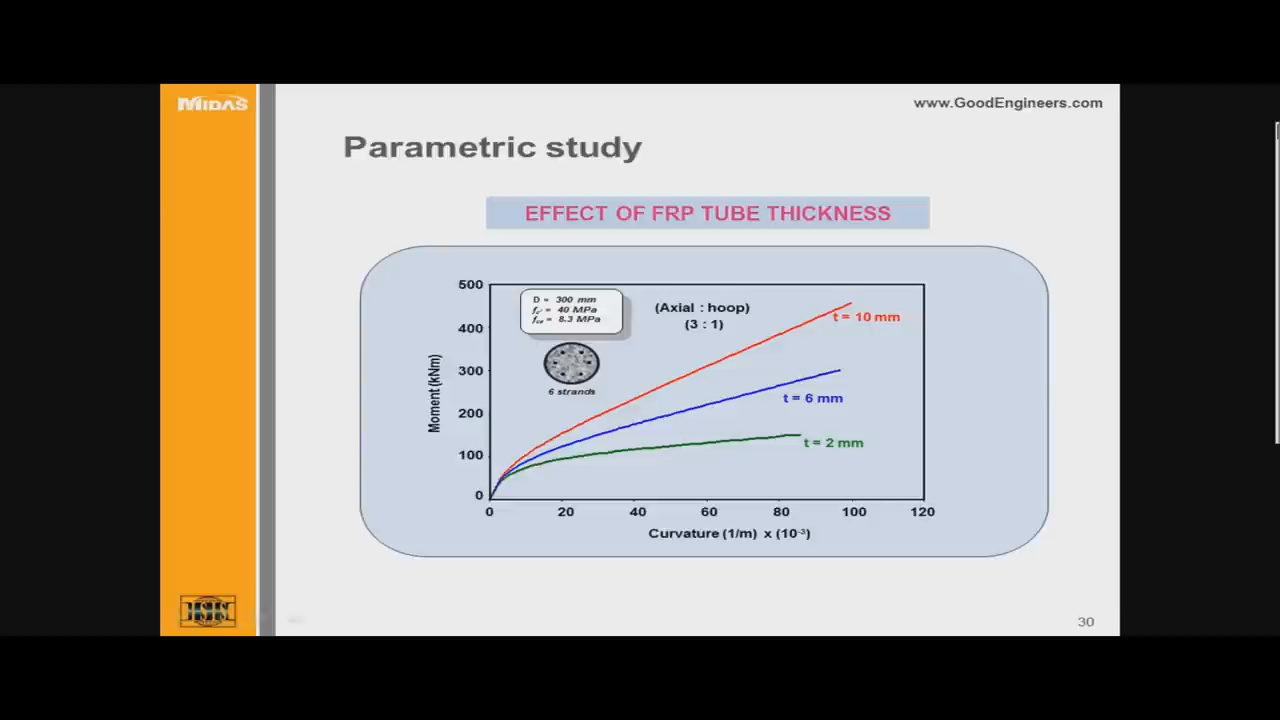 MIDAS
www.GoodEngineers.com
Parametric study
EFFECT OF FRP TUBE THICKNESS
D = 300 mm
fc' = 40 MPa
= 8.3 MPa
6 strands
(Axial : hoop)
(3 : 1)
t = 10 mm
t = 6 mm
t = 2 mm
Moment (kNm)
500
400
300
200
100
0
0 20 40 60 80 100 120
Curvature (1/m) x (10⁻³)
30